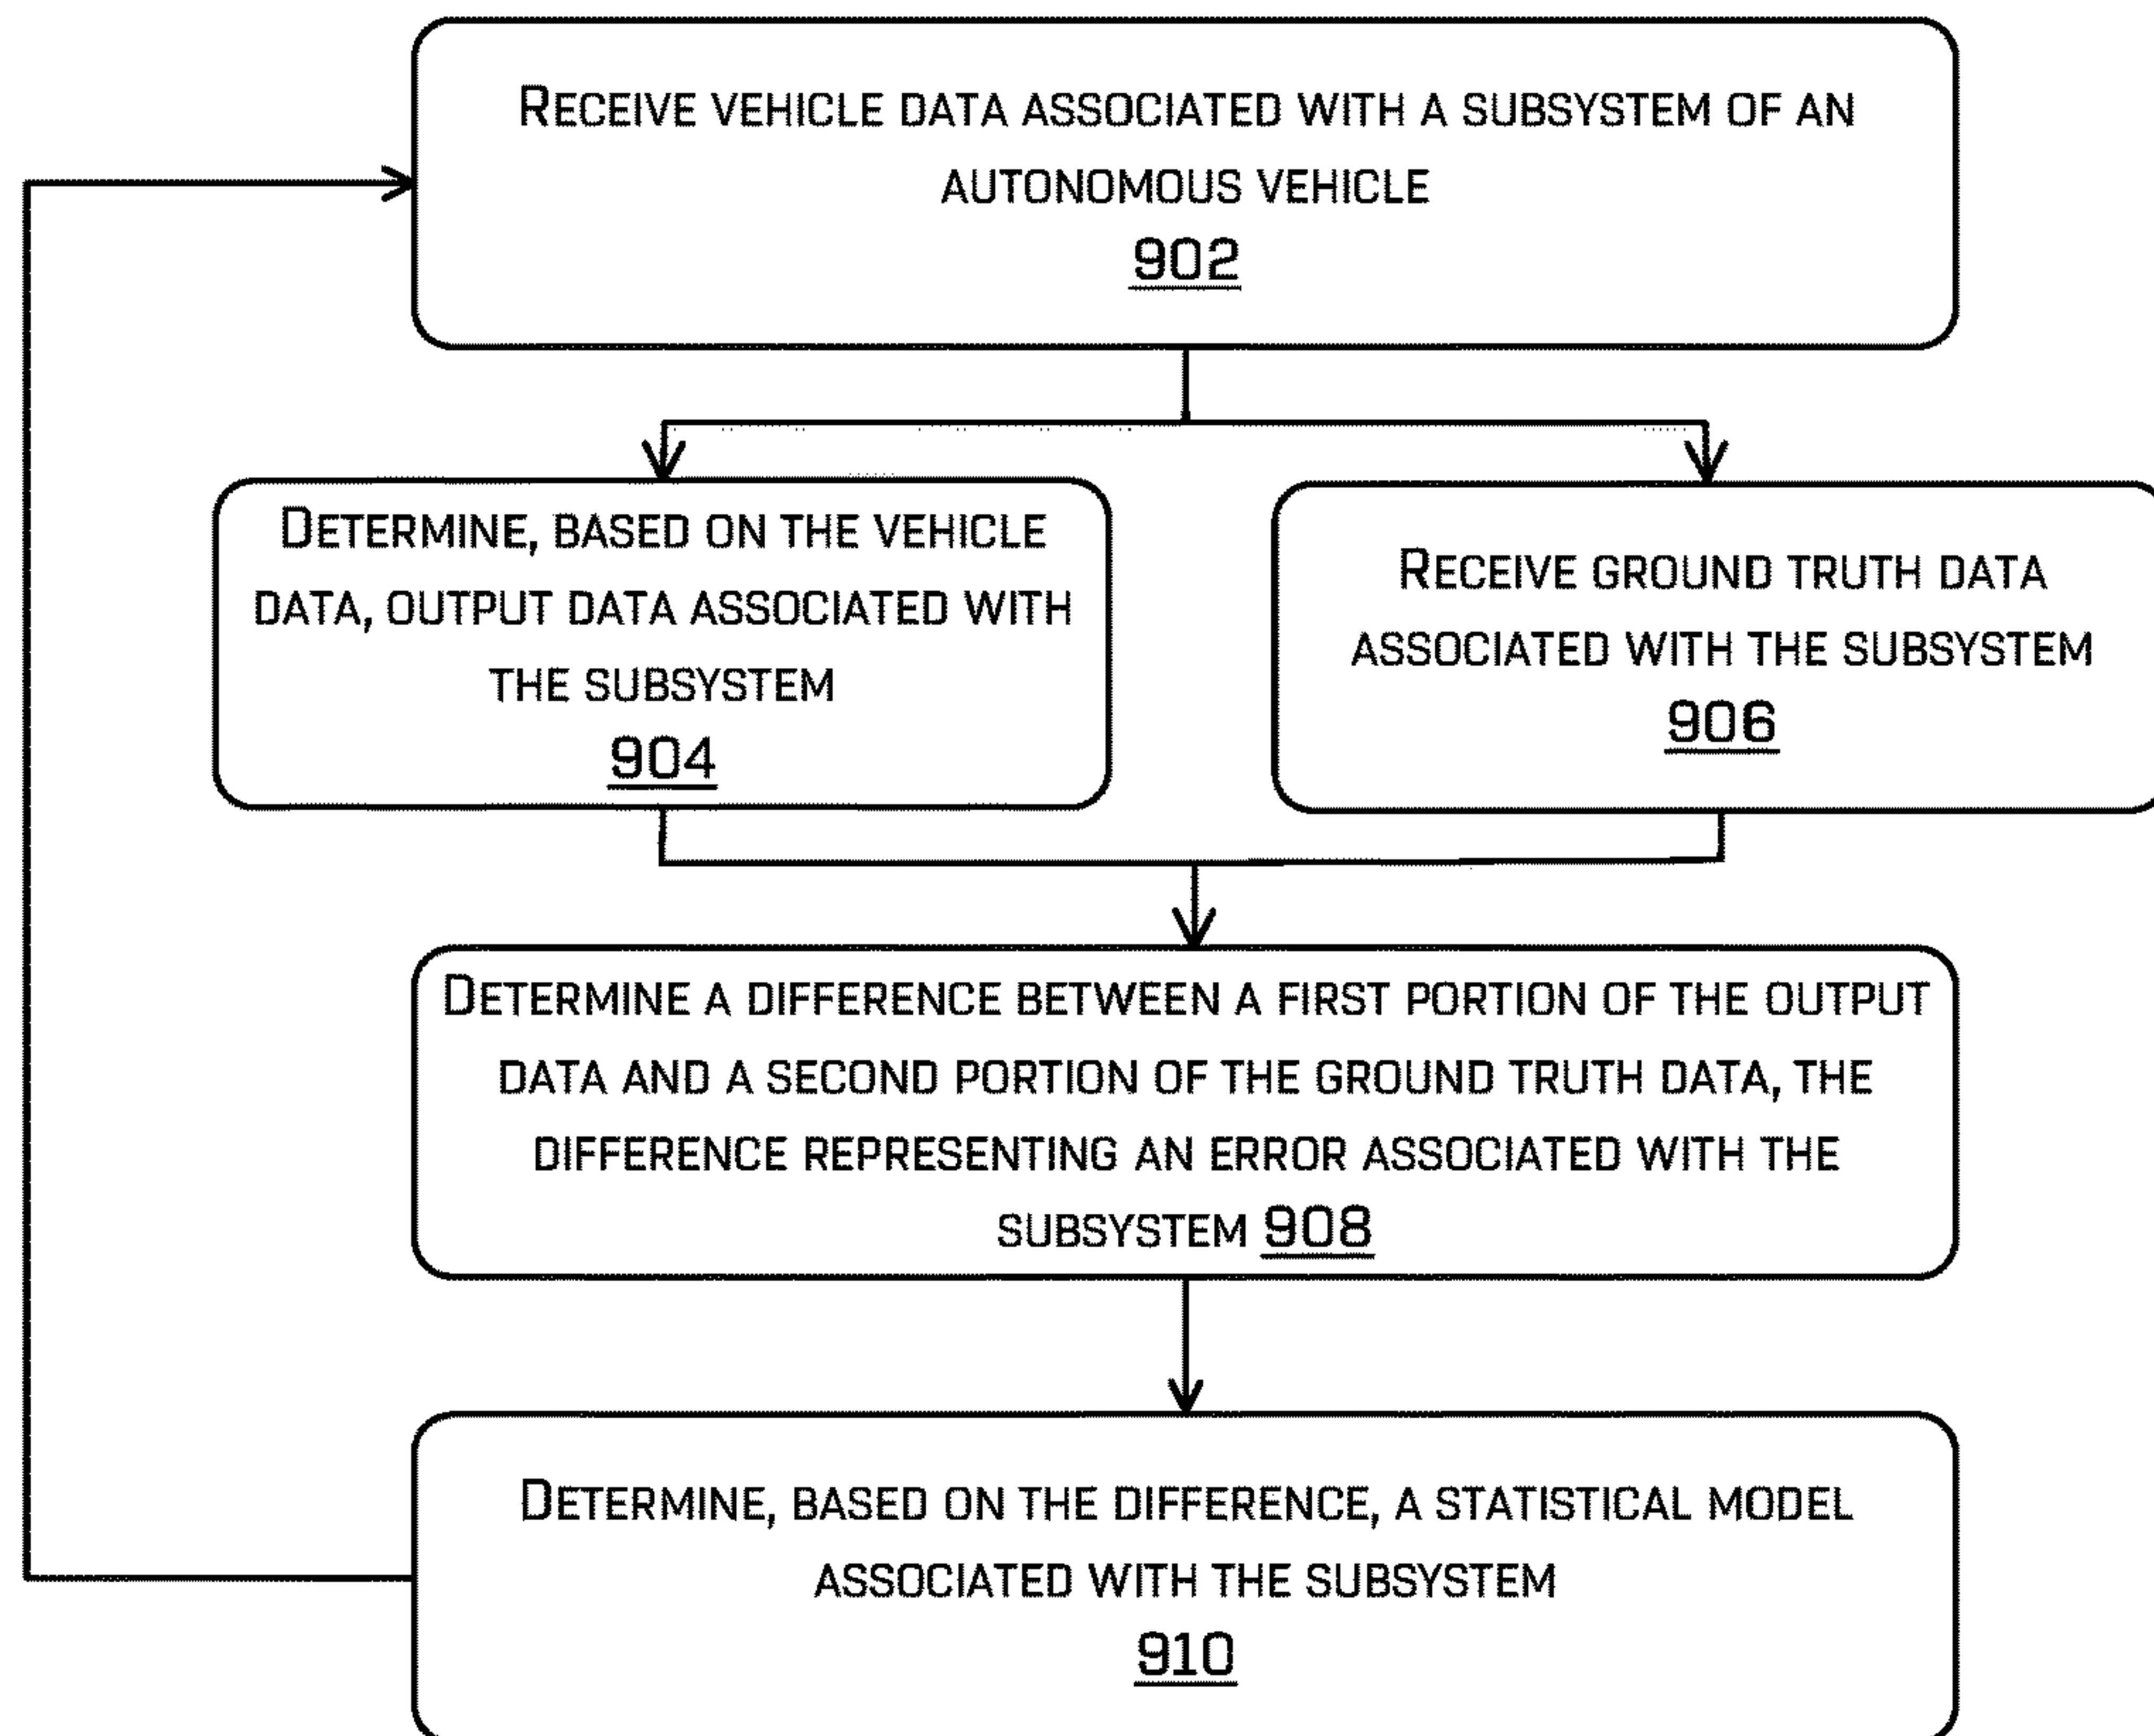 RECEIVE VEHICLE DATA ASSOCIATED WITH A SUBSYSTEM OF AN
AUTONOMOUS VEHICLE
902
DETERMINE, BASED ON THE VEHICLE
DATA, OUTPUT DATA ASSOCIATED WITH
THE SUBSYSTEM
904
RECEIVE GROUND TRUTH DATA
ASSOCIATED WITH THE SUBSYSTEM
906
DETERMINE A DIFFERENCE BETWEEN A FIRST PORTION OF THE OUTPUT
DATA AND A SECOND PORTION OF THE GROUND TRUTH DATA, THE
DIFFERENCE REPRESENTING AN ERROR ASSOCIATED WITH THE
SUBSYSTEM 908
DETERMINE, BASED ON THE DIFFERENCE, A STATISTICAL MODEL
ASSOCIATED WITH THE SUBSYSTEM
910